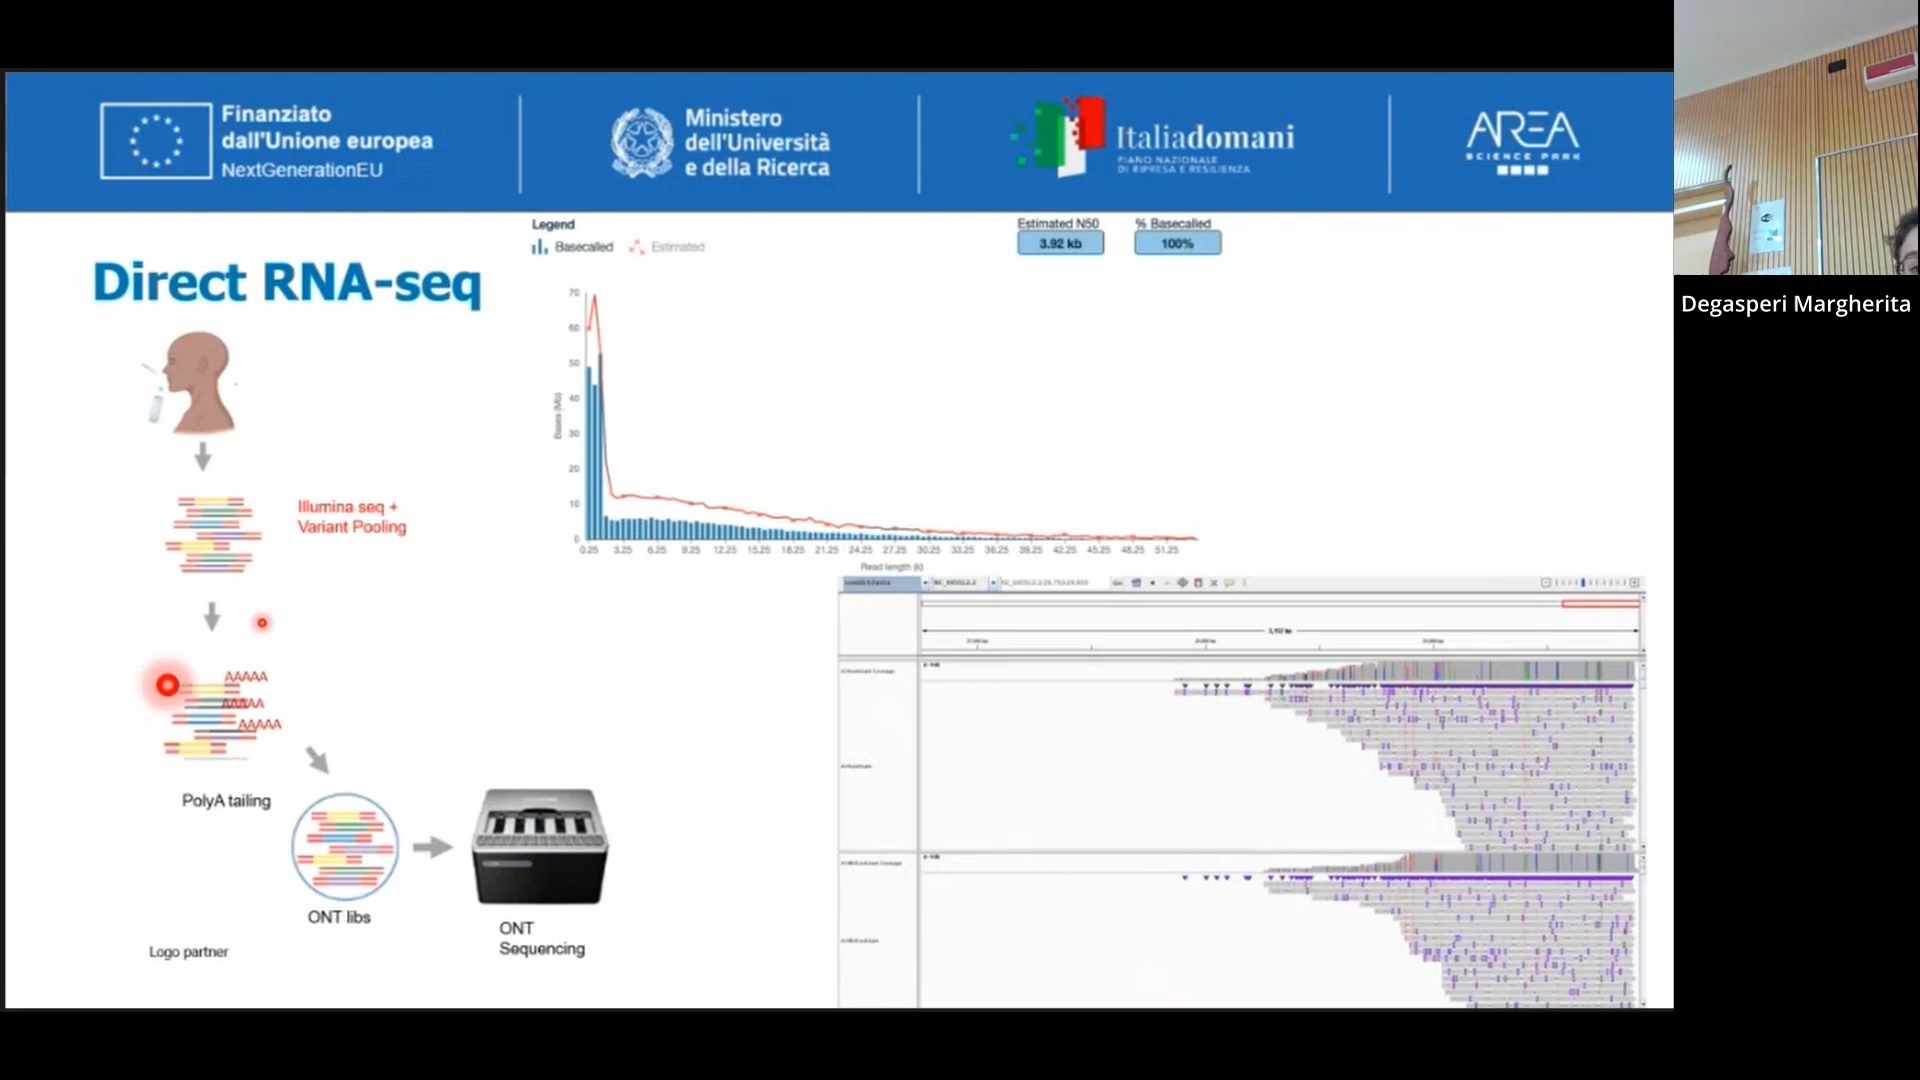 Finanziato
dall'Unione europea
NextGenerationEU
Ministero
dell'Università
e della Ricerca
Italiadomani
PIANO NAZIONALE
DI RIPRESA E RESILIENZA
AREA
SCIENCE PARK
Degasperi Margherita
Direct RNA-seq
Legend
Basecalled
Estimated
Estimated N50
3.92 kb
% Basecalled
100%
70
60
50
40
30
20
10
0
Bases (Mb)
0.25 3.25 6.25 9.25 12.25 15.25 18.25 21.25 24.25 27.25 30.25 33.25 36.25 39.25 42.25 45.25 48.25 51.25
Read length (k)
Illumina seq +
Variant Pooling
AAAAA
AAAAA
AAAAA
PolyA tailing
ONT libs
ONT
Sequencing
Logo partner